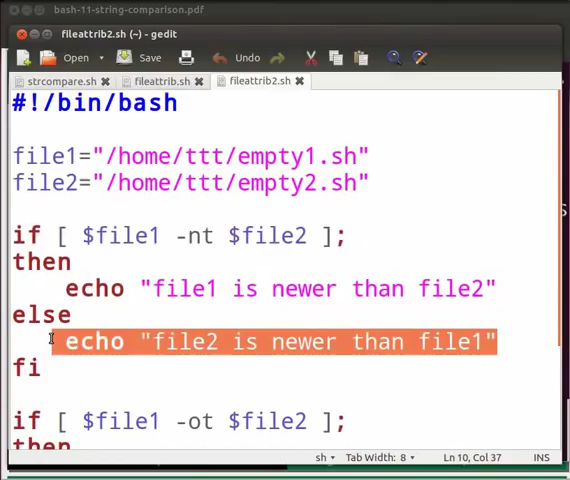 bash-11-string-comparison.pdf
fileattrib2.sh (~) - gedit
Open Save Undo
strcompare.sh fileattrib.sh fileattrib2.sh
#!/bin/bash
file1="/home/ttt/empty1.sh"
file2="/home/ttt/empty2.sh"
if [ $file1 -nt $file2 ];
then
echo "file1 is newer than file2"
else
echo "file2 is newer than file1"
fi
if [ $file1 -ot $file2 ];
then
sh Tab Width: 8 Ln 10, Col 37 INS